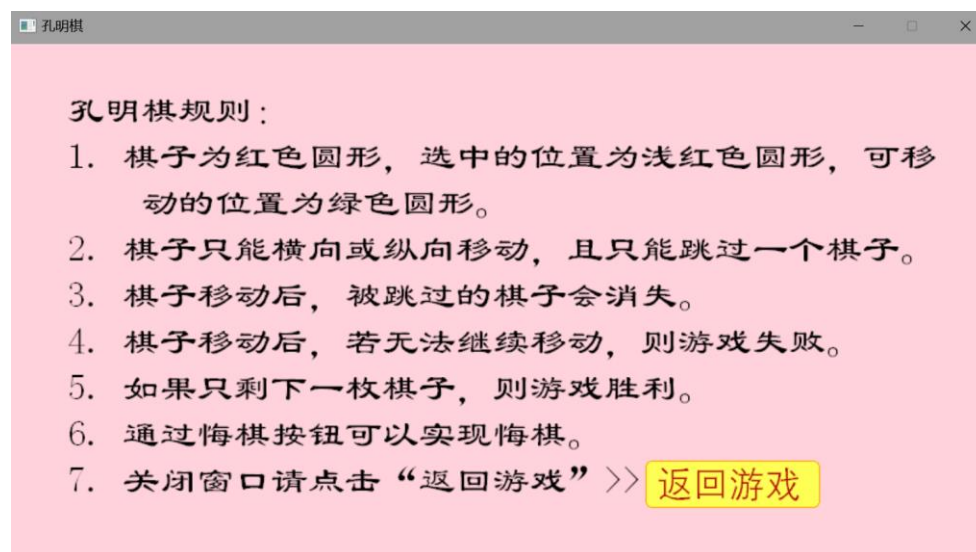 孔明棋
孔明棋规则:
1. 棋子为红色圆形，选中的位置为浅红色圆形，可移
动的位置为绿色圆形。
2. 棋子只能横向或纵向移动，且只能跳过一个棋子。
3. 棋子移动后，被跳过的棋子会消失。
4. 棋子移动后，若无法继续移动，则游戏失败。
5. 如果只剩下一枚棋子，则游戏胜利。
6. 通过悔棋按钮可以实现悔棋。
7. 关闭窗口请点击“返回游戏”>> 返回游戏